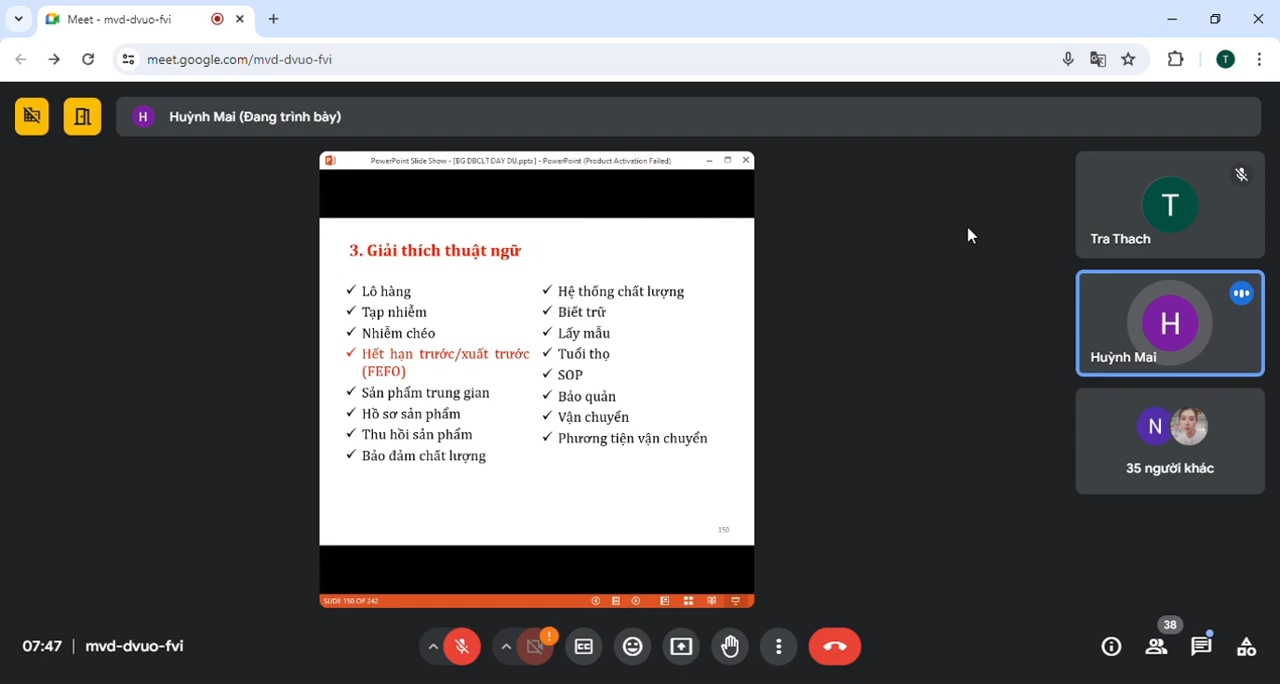 Meet - mvd-dvuo-fvi
meet.google.com/mvd-dvuo-fvi
T
H
Huỳnh Mai (Đang trình bày)
PowerPoint Slide Show - [BG DBCLT DAY DU.pptx] - PowerPoint (Product Activation Failed)
3. Giải thích thuật ngữ
✓ Lô hàng
✓ Tạp nhiễm
✓ Nhiễm chéo
✓ Hết hạn trước/xuất trước
(FEFO)
✓ Sản phẩm trung gian
✓ Hồ sơ sản phẩm
✓ Thu hồi sản phẩm
✓ Bảo đảm chất lượng
✓ Hệ thống chất lượng
✓ Biết trữ
✓ Lấy mẫu
✓ Tuổi thọ
✓ SOP
✓ Bảo quản
✓ Vận chuyển
✓ Phương tiện vận chuyển
150
SLIDE 150 OF 242
T
Tra Thach
H
Huỳnh Mai
N
35 người khác
07:47 | mvd-dvuo-fvi
38